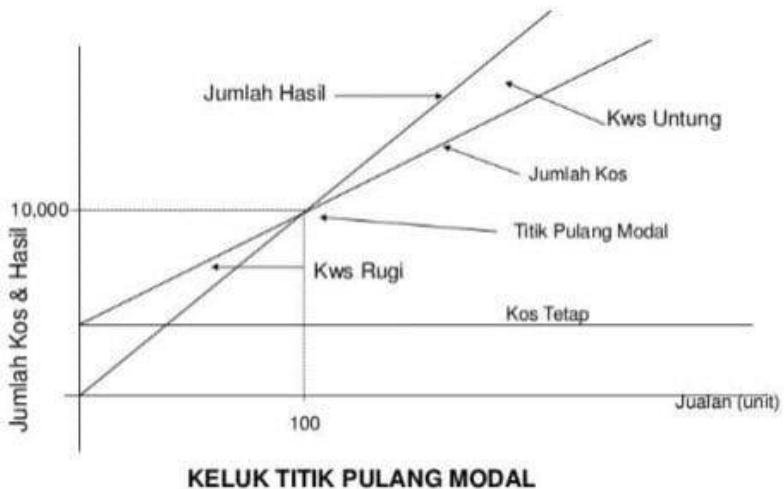 Jumlah Hasil
Kws Untung
Jumlah Kos
10,000
Titik Pulang Modal
Kws Rugi
Kos Tetap
Jumlah Kos & Hasil
Jualan (unit)
100
KELUK TITIK PULANG MODAL